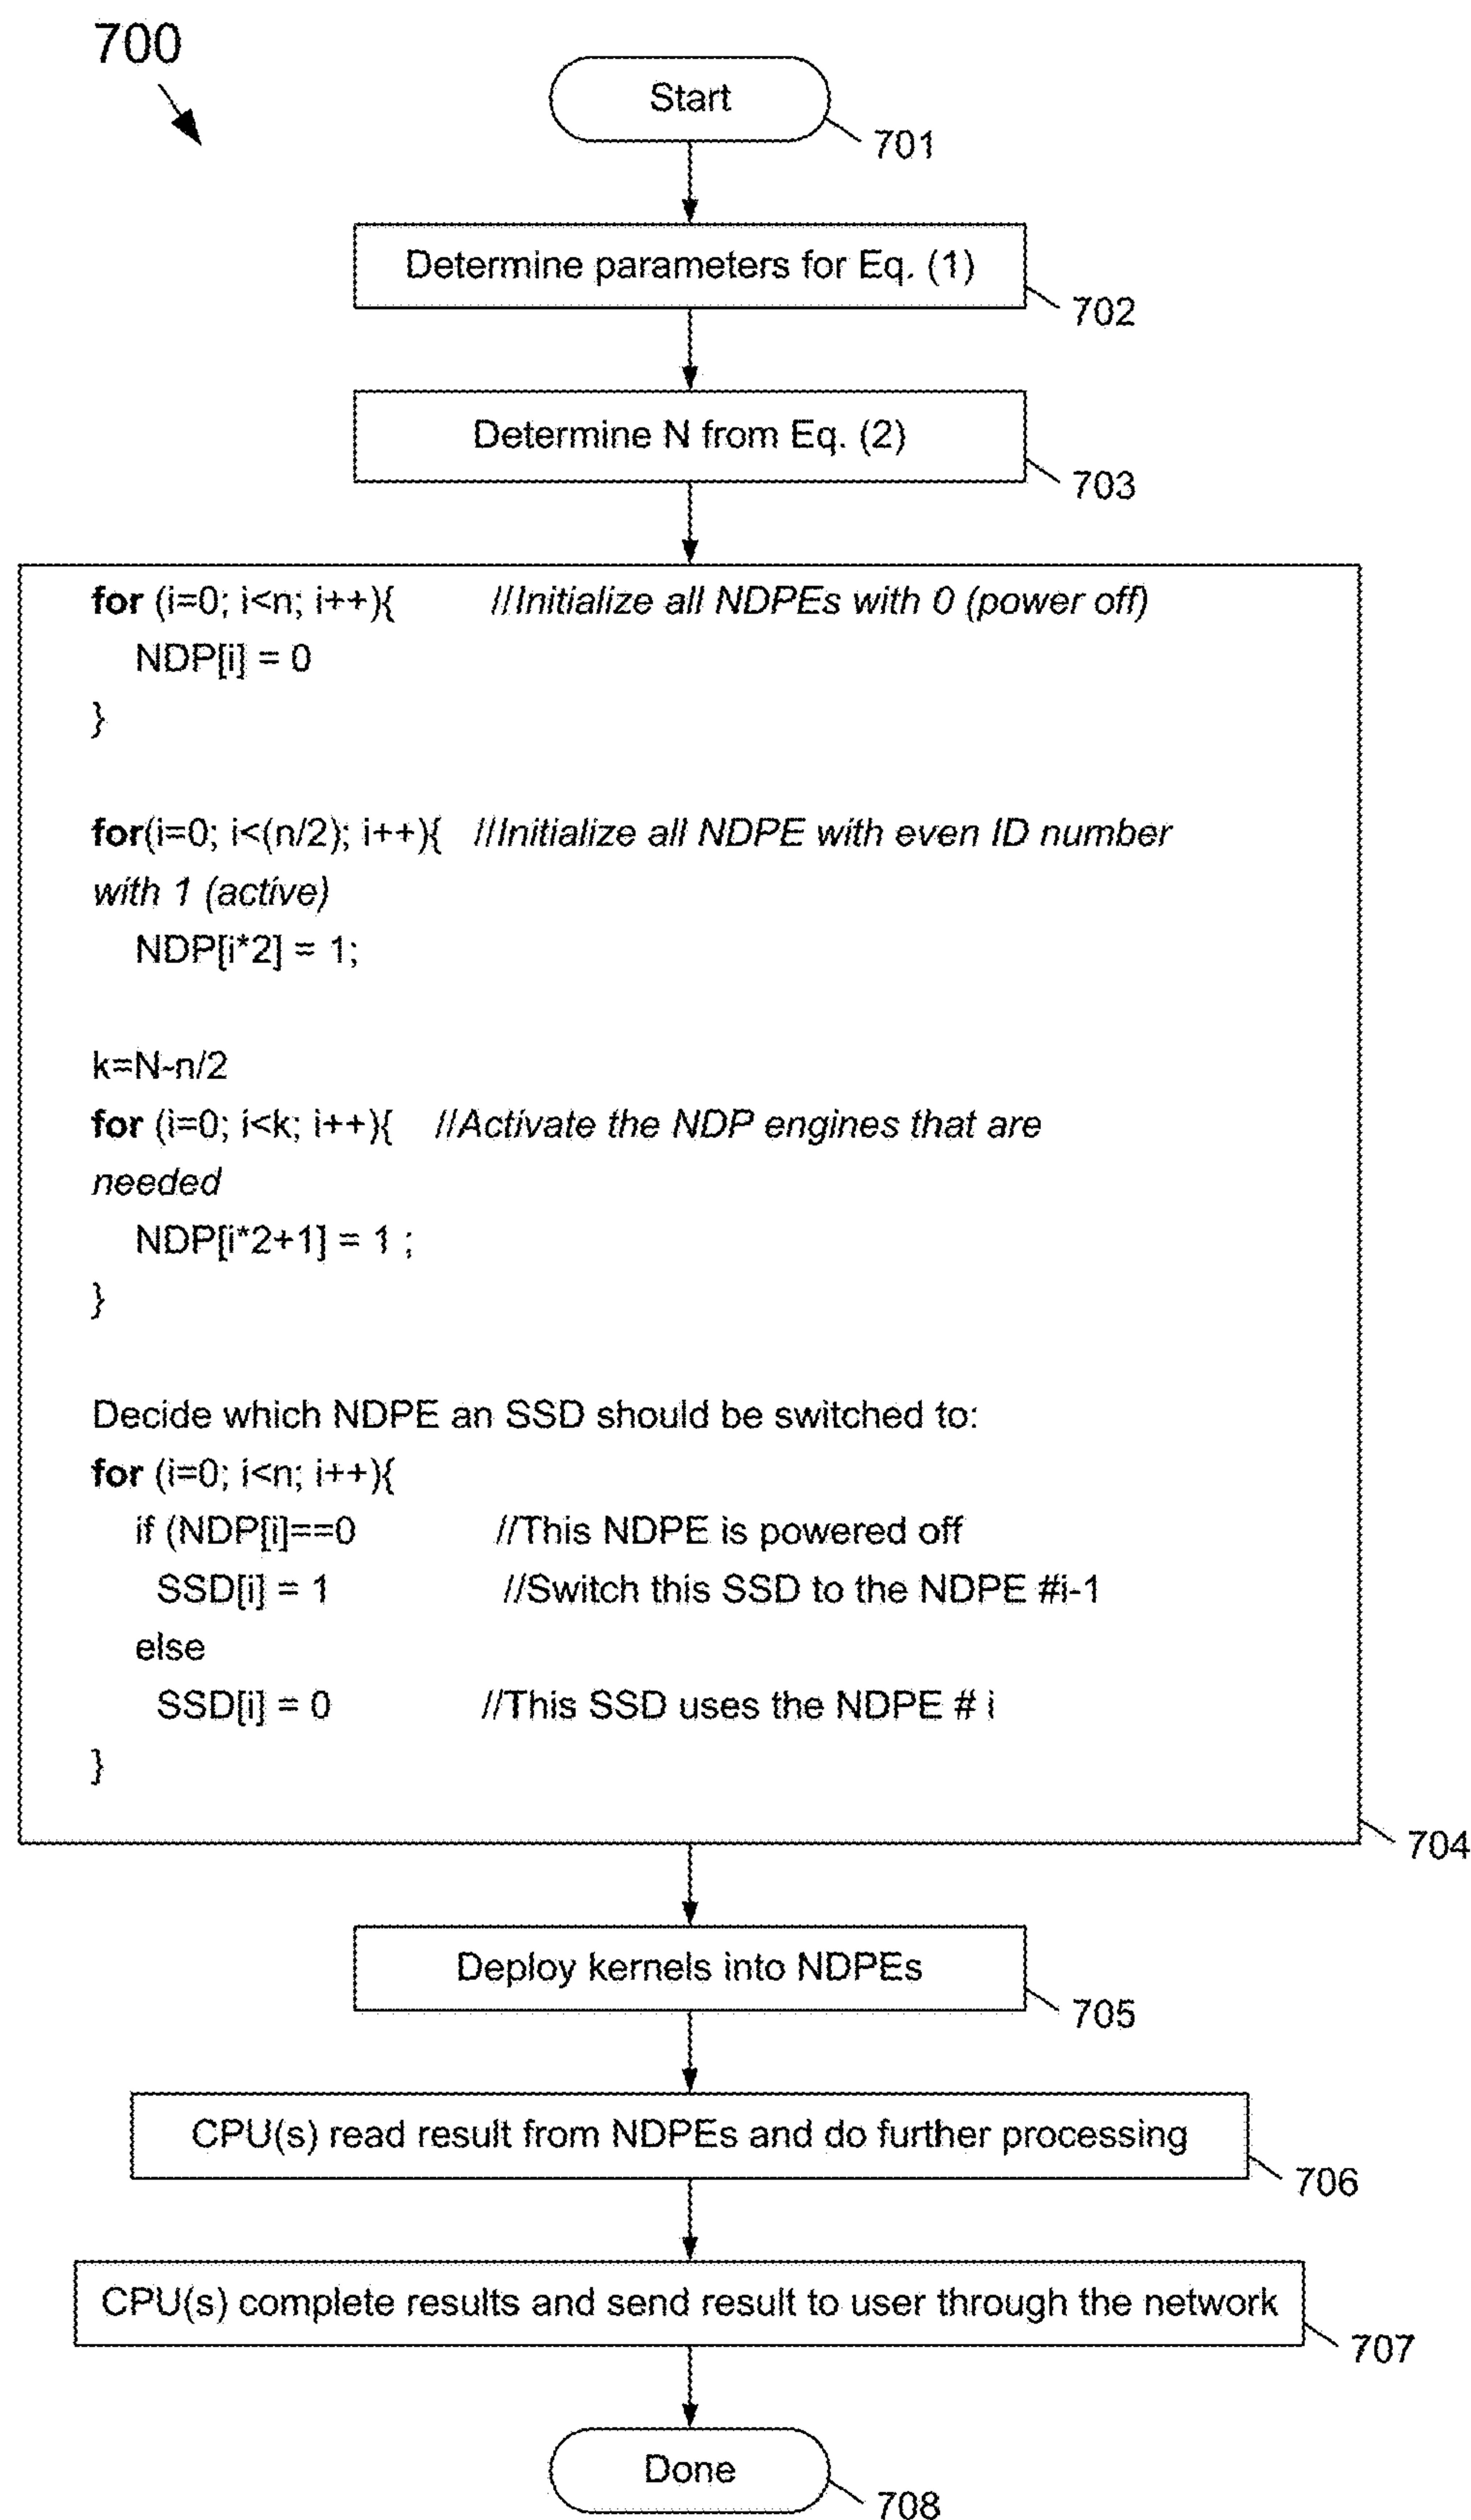 700
Start
701
Determine parameters for Eq. (1)
702
Determine N from Eq. (2)
703
for (i=0; i<n; i++){ //Initialize all NDPEs with 0 (power off)
NDP[i] = 0
}
for(i=0; i<(n/2); i++){ //Initialize all NDPE with even ID number
with 1 (active)
NDP[i*2] = 1;
k=N-n/2
for (i=0; i<k; i++){ //Activate the NDP engines that are
needed
NDP[i*2+1] = 1 ;
}
Decide which NDPE an SSD should be switched to:
for (i=0; i<n; i++){
if (NDP[i]==0 //This NDPE is powered off
SSD[i] = 1 //Switch this SSD to the NDPE #i-1
else
SSD[i] = 0 //This SSD uses the NDPE # i
}
704
Deploy kernels into NDPEs
705
CPU(s) read result from NDPEs and do further processing
706
CPU(s) complete results and send result to user through the network
707
Done
708